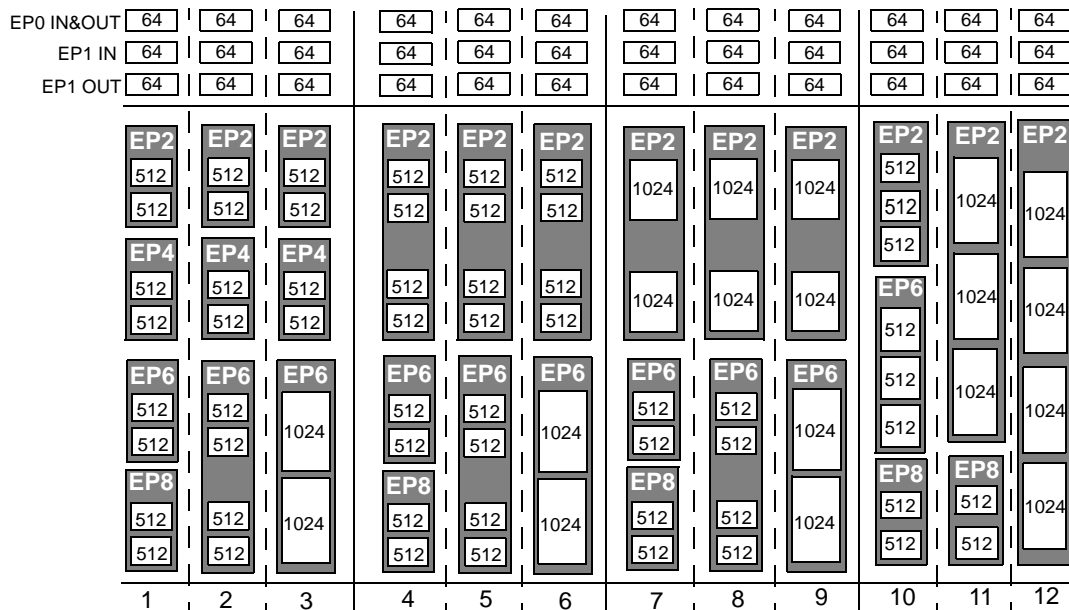 EP0 IN&OUT 64 64 64 64 64 64 64 64 64 64 64 64
EP1 IN 64 64 64 64 64 64 64 64 64 64 64 64
EP1 OUT 64 64 64 64 64 64 64 64 64 64 64 64
EP2 EP2 EP2 EP2 EP2 EP2 EP2 EP2 EP2 EP2 EP2 EP2
512 512 512 512 512 512 1024 1024 1024 512 1024 1024
512 512 512 512 512 512 512
EP4 EP4 EP4 512
512 512 512 512 512 512 1024 1024 1024 EP6 1024 1024
512 512 512 512 512 512 512
EP6 EP6 EP6 EP6 EP6 EP6 EP6 EP6 EP6 512 1024 1024
512 512 1024 512 512 1024 512 512 1024 512
512 512 512 512 512 512
EP8 EP8 EP8 EP8 EP8
512 512 1024 512 512 1024 512 512 1024 512 512 1024
512 512 512 512 512 512 512 512
1 2 3 4 5 6 7 8 9 10 11 12